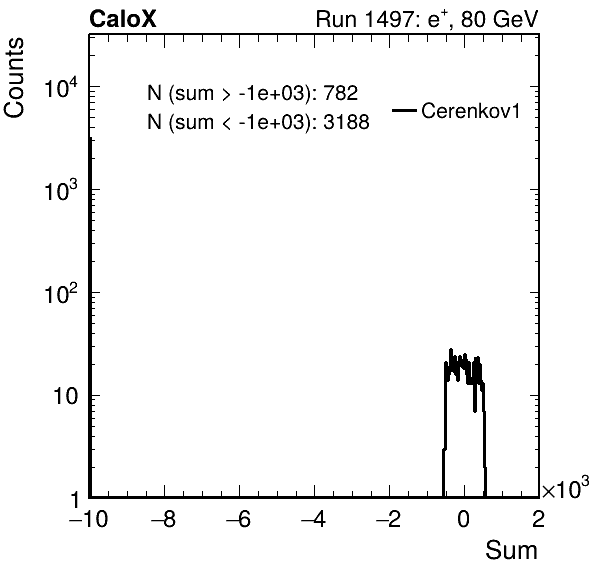 CaloX Run 1497: e⁺, 80 GeV
Counts
N (sum > -1e+03): 782
N (sum < -1e+03): 3188
Cerenkov1
10⁴
10³
10²
10
1
−10 −8 −6 −4 −2 0 2
×10³
Sum